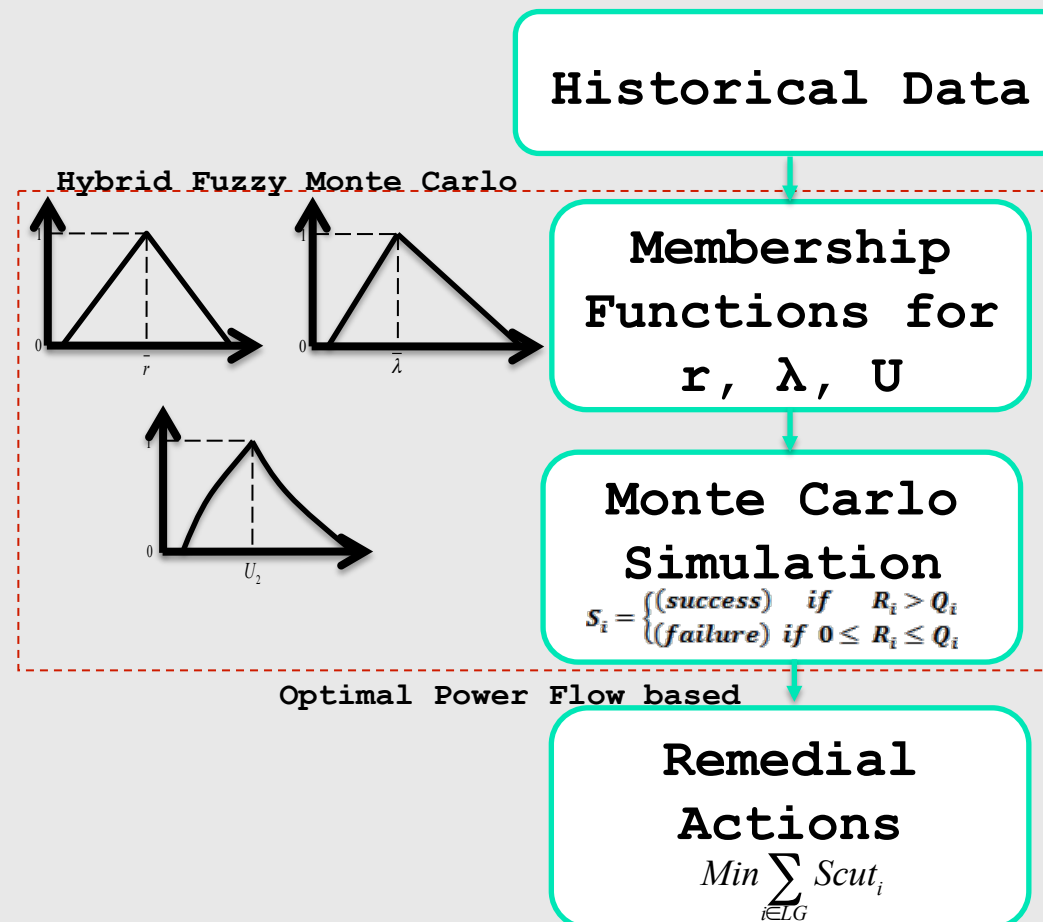 Historical Data
Hybrid Fuzzy Monte Carlo
1
0
r̄
1
0
λ̄
Membership
Functions for
r, λ, U
1
0
U₂
Monte Carlo
Simulation
Sᵢ = {(success) if Rᵢ > Qᵢ
(failure) if 0 ≤ Rᵢ ≤ Qᵢ
Optimal Power Flow based
Remedial
Actions
Min ∑ Scutᵢ
i∈LG